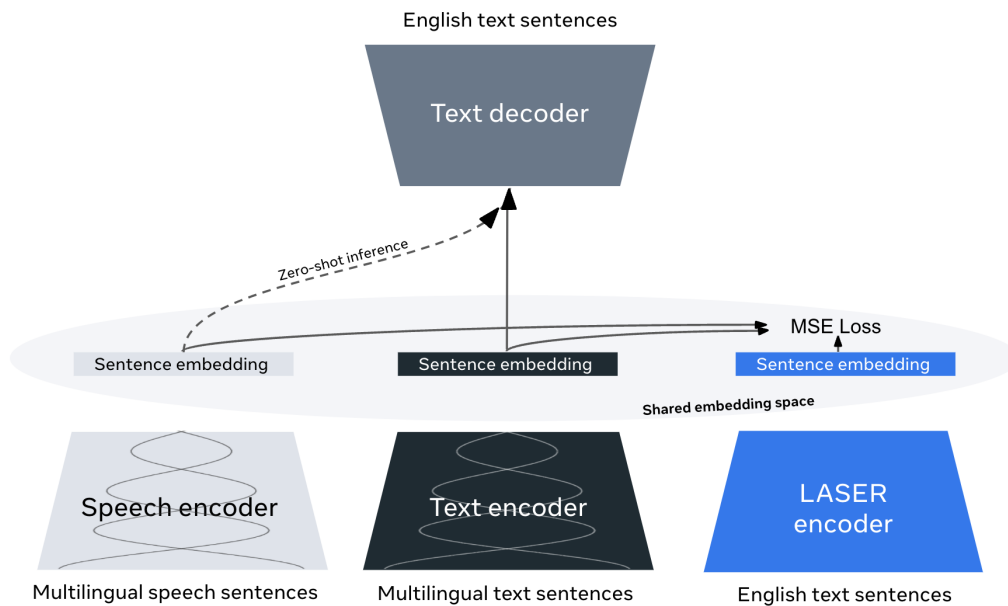 English text sentences
Text decoder
Zero-shot inference
MSE Loss
Sentence embedding
Sentence embedding
Sentence embedding
Shared embedding space
Speech encoder
Text encoder
LASER
encoder
Multilingual speech sentences
Multilingual text sentences
English text sentences